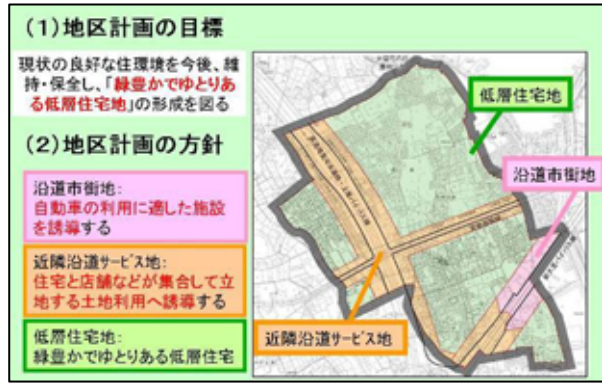 (1)地区計画の目標
現状の良好な住環境を今後、維
持・保全し、「緑豊かでゆとりあ
る低層住宅地」の形成を図る
(2)地区計画の方針
沿道市街地:
自動車の利用に適した施設
を誘導する
近隣沿道サービス地:
住宅と店舗などが集合して立
地する土地利用へ誘導する
低層住宅地:
緑豊かでゆとりある低層住宅
低層住宅地
沿道市街地
近隣沿道サービス地